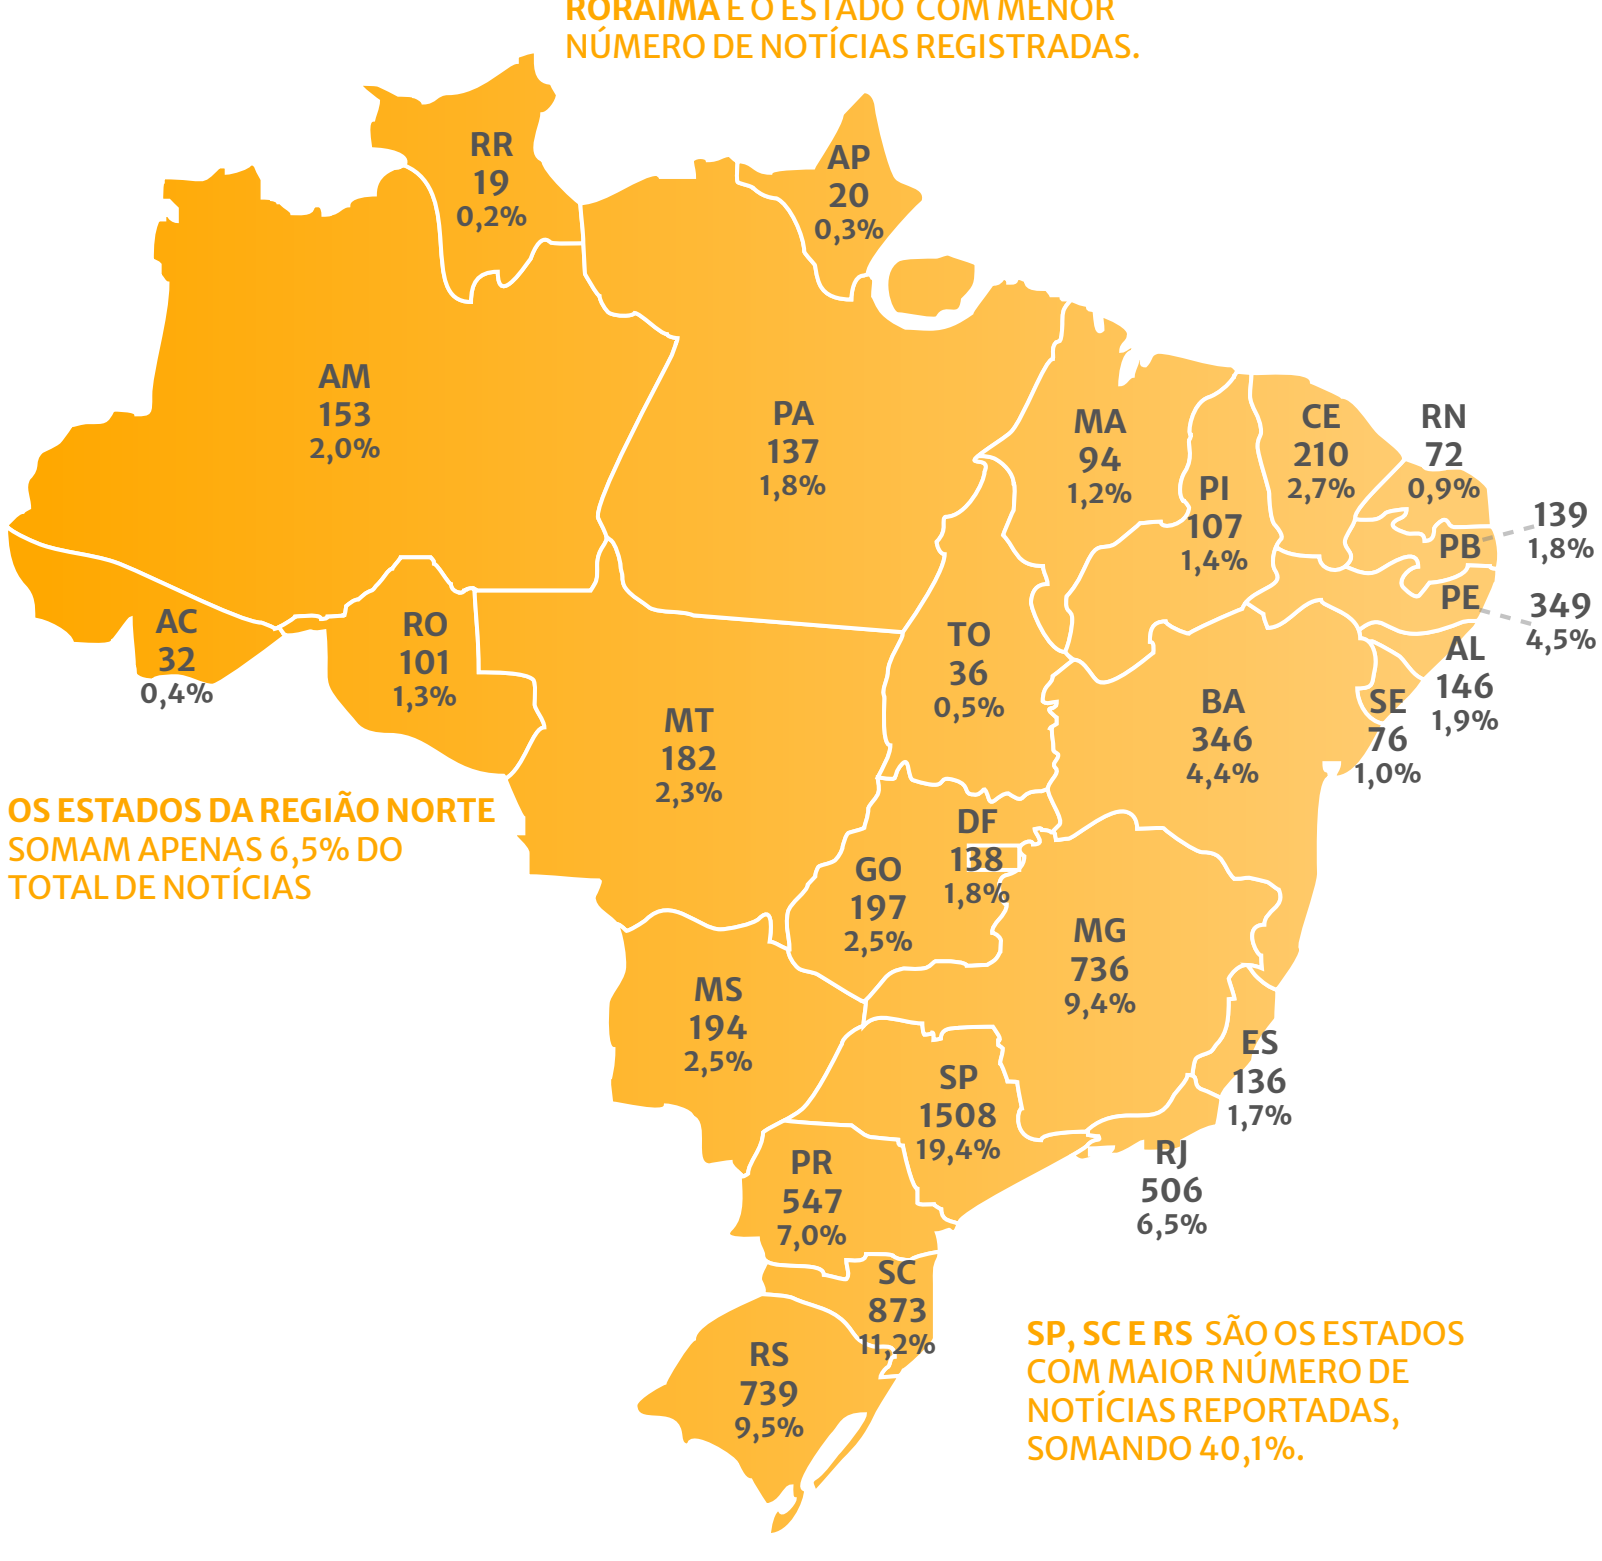 RORAIMA É O ESTADO COM MENOR
NÚMERO DE NOTÍCIAS REGISTRADAS.
RR
19
0,2%
AP
20
0,3%
AM
153
2,0%
PA
137
1,8%
MA
94
1,2%
PI
107
1,4%
CE
210
2,7%
RN
72
0,9%
PB
139
1,8%
PE
349
4,5%
AL
146
1,9%
SE
76
1,0%
AC
32
0,4%
RO
101
1,3%
TO
36
0,5%
BA
346
4,4%
MT
182
2,3%
OS ESTADOS DA REGIÃO NORTE
SOMAM APENAS 6,5% DO
TOTAL DE NOTÍCIAS
DF
138
1,8%
GO
197
2,5%
MG
736
9,4%
MS
194
2,5%
ES
136
1,7%
SP
1508
19,4%
RJ
506
6,5%
PR
547
7,0%
SC
873
11,2%
RS
739
9,5%
SP, SC E RS SÃO OS ESTADOS
COM MAIOR NÚMERO DE
NOTÍCIAS REPORTADAS,
SOMANDO 40,1%.